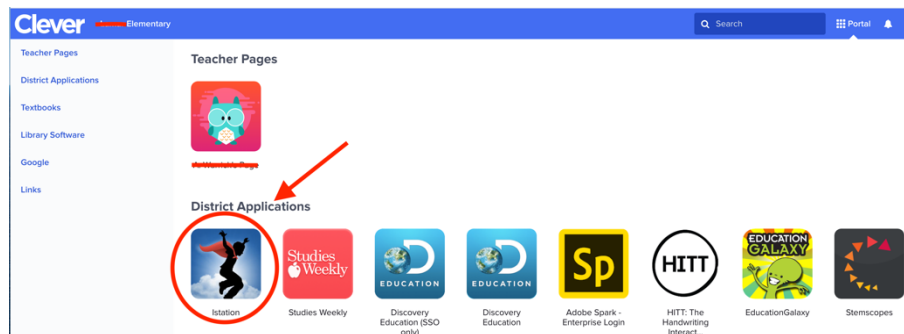 Clever
Elementary
Search
Portal
Teacher Pages
District Applications
Textbooks
Library Software
Google
Links
Teacher Pages
District Applications
Istation
Studies
Weekly
Studies Weekly
EDUCATION
Discovery
Education (SSO
only)
EDUCATION
Discovery
Education
Sp
Adobe Spark -
Enterprise Login
HITT
HITT: The
Handwriting
Interact...
EDUCATION
GALAXY
EducationGalaxy
Stemscopes